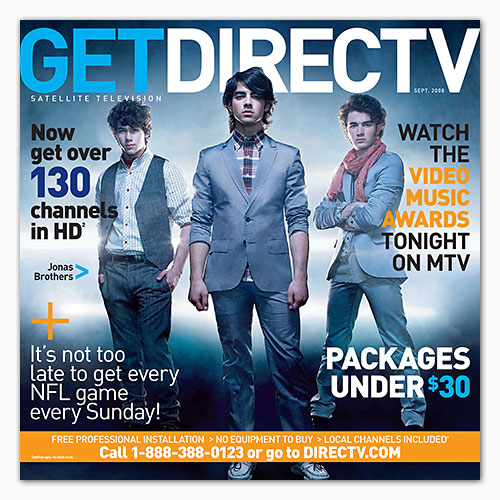 GETDIRECTV
SATELLITE TELEVISION
SEPT. 2008
Now
get over
130
channels
in HD²
WATCH
THE
VIDEO
MUSIC
AWARDS
TONIGHT
ON MTV
Jonas
Brothers >
+
It's not too
late to get every
NFL game
every Sunday!
PACKAGES
UNDER $30
FREE PROFESSIONAL INSTALLATION > NO EQUIPMENT TO BUY > LOCAL CHANNELS INCLUDED
Call 1-888-388-0123 or go to DIRECTV.COM